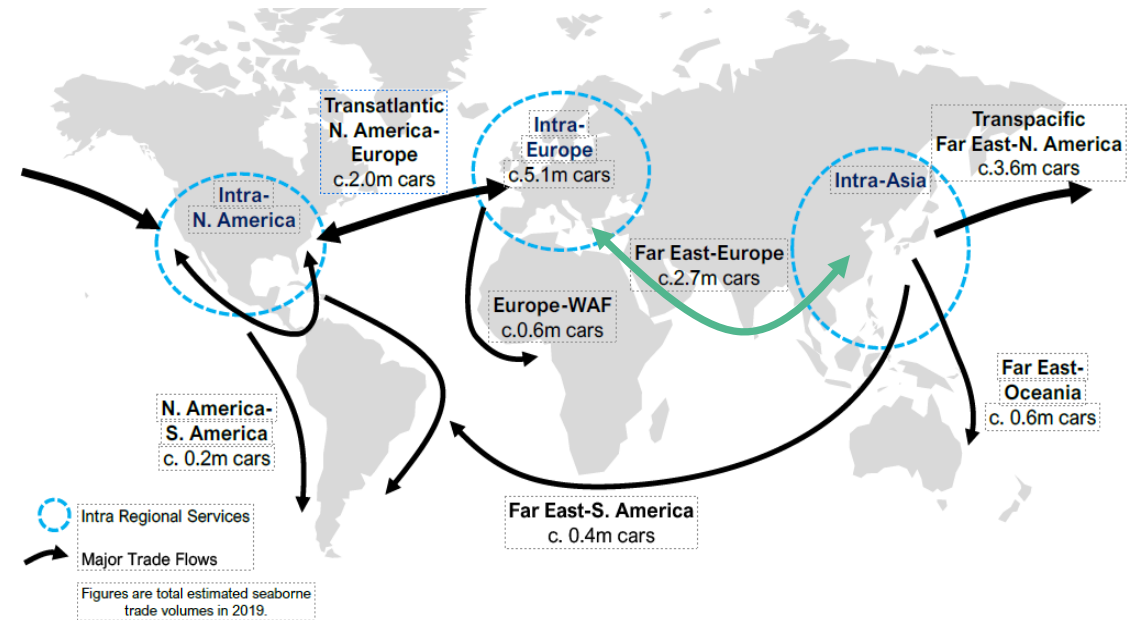 Transatlantic
N. America-
Europe
c.2.0m cars
Intra-
Europe
c.5.1m cars
Transpacific
Far East-N. America
c.3.6m cars
Intra-
N. America
Intra-Asia
Far East-Europe
c.2.7m cars
Europe-WAF
c.0.6m cars
Far East-
Oceania
c. 0.6m cars
N. America-
S. America
c. 0.2m cars
Far East-S. America
c. 0.4m cars
Intra Regional Services
Major Trade Flows
Figures are total estimated seaborne
trade volumes in 2019.